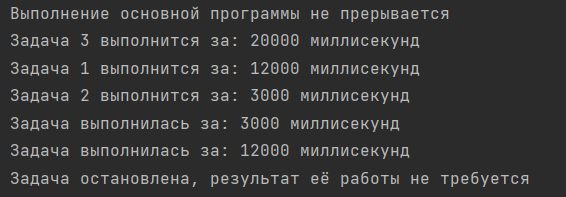 Выполнение основной программы не прерывается
Задача 3 выполнится за: 20000 миллисекунд
Задача 1 выполнится за: 12000 миллисекунд
Задача 2 выполнится за: 3000 миллисекунд
Задача выполнилась за: 3000 миллисекунд
Задача выполнилась за: 12000 миллисекунд
Задача остановлена, результат её работы не требуется